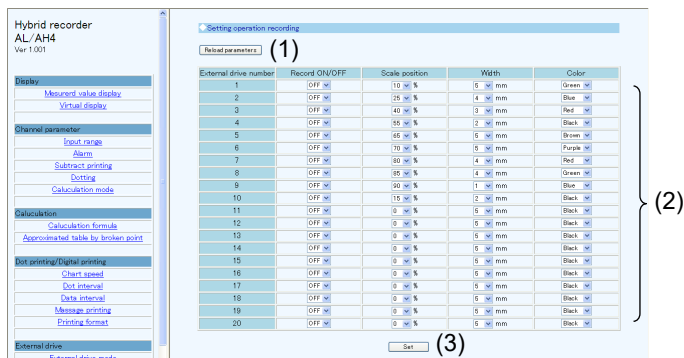 Hybrid recorder
AL/AH4
Ver 1.001
Display
Mesurerd value display
Virtual display
Channel parameter
Input range
Alarm
Subtract printing
Dotting
Caluculation mode
Caluculation
Caluculation formula
Approximated table by broken point
Dot printing/Digital printing
Chart speed
Dot interval
Data interval
Massage printing
Printing format
External drive
External drive mode
Setting operation recording
Reload parameters (1)
External drive number Record ON/OFF Scale position Width Color
1 OFF 10 % 5 mm Green
2 OFF 25 % 4 mm Blue
3 OFF 40 % 3 mm Red
4 OFF 55 % 2 mm Black
5 OFF 65 % 5 mm Brown
6 OFF 70 % 5 mm Purple
7 OFF 80 % 4 mm Red
8 OFF 85 % 4 mm Green
9 OFF 90 % 1 mm Blue
10 OFF 15 % 2 mm Black
11 OFF 0 % 5 mm Black
12 OFF 0 % 5 mm Black
13 OFF 0 % 5 mm Black
14 OFF 0 % 5 mm Black
15 OFF 0 % 5 mm Black
16 OFF 0 % 5 mm Black
17 OFF 0 % 5 mm Black
18 OFF 0 % 5 mm Black
19 OFF 0 % 5 mm Black
20 OFF 0 % 5 mm Black
(2)
Set (3)